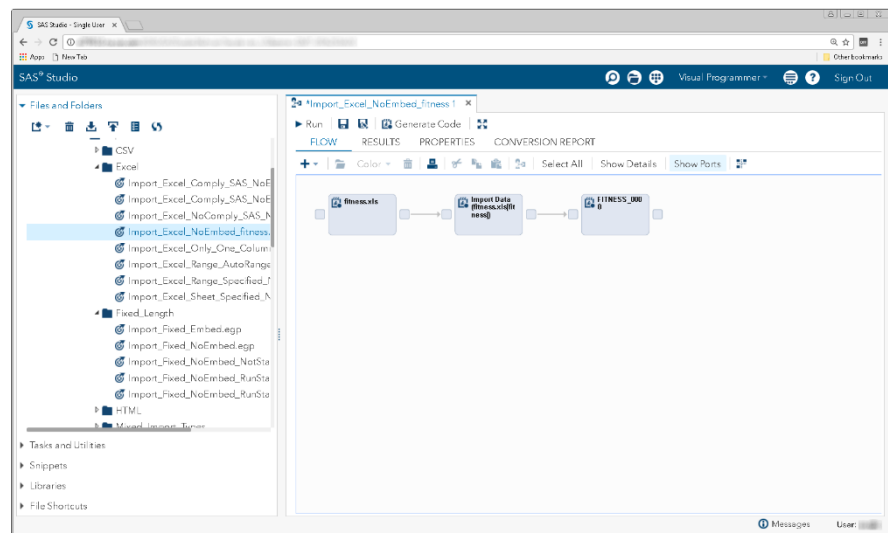 SAS Studio - Single User
Apps
New Tab
Other bookmarks
SAS® Studio
Visual Programmer
Sign Out
Files and Folders
CSV
Excel
Import_Excel_Comply_SAS_NoE
Import_Excel_Comply_SAS_NoE
Import_Excel_NoComply_SAS_N
Import_Excel_NoEmbed_fitness.
Import_Excel_Only_One_Colum
Import_Excel_Range_AutoRange
Import_Excel_Range_Specified_
Import_Excel_Sheet_Specified_N
Fixed_Length
Import_Fixed_Embed.egp
Import_Fixed_NoEmbed.egp
Import_Fixed_NoEmbed_NotSta
Import_Fixed_NoEmbed_RunSta
Import_Fixed_NoEmbed_RunSta
HTML
Mixed_Import_Types
Tasks and Utilities
Snippets
Libraries
File Shortcuts
*Import_Excel_NoEmbed_fitness 1
Run
Generate Code
FLOW RESULTS PROPERTIES CONVERSION REPORT
Color
Select All
Show Details
Show Ports
fitness.xls
Import Data
(fitness.xls[fit
ness])
FITNESS_000
0
Messages
User: